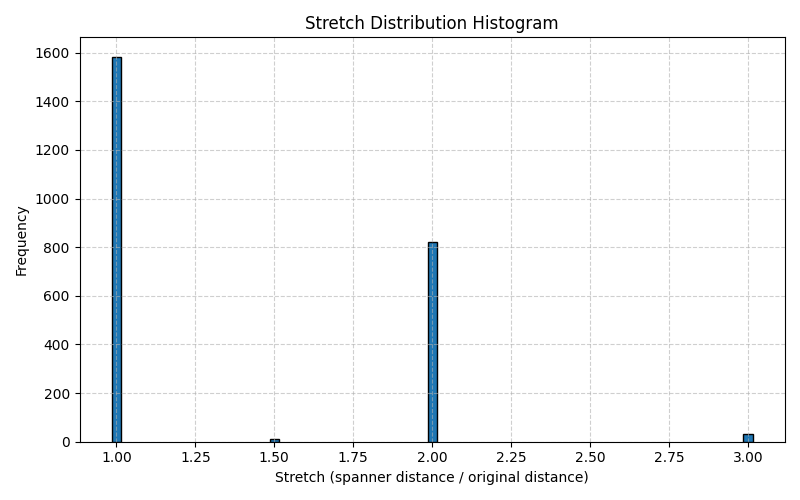 Stretch Distribution Histogram
1600
1400
1200
1000
800
600
400
200
0
Frequency
1.00 1.25 1.50 1.75 2.00 2.25 2.50 2.75 3.00
Stretch (spanner distance / original distance)